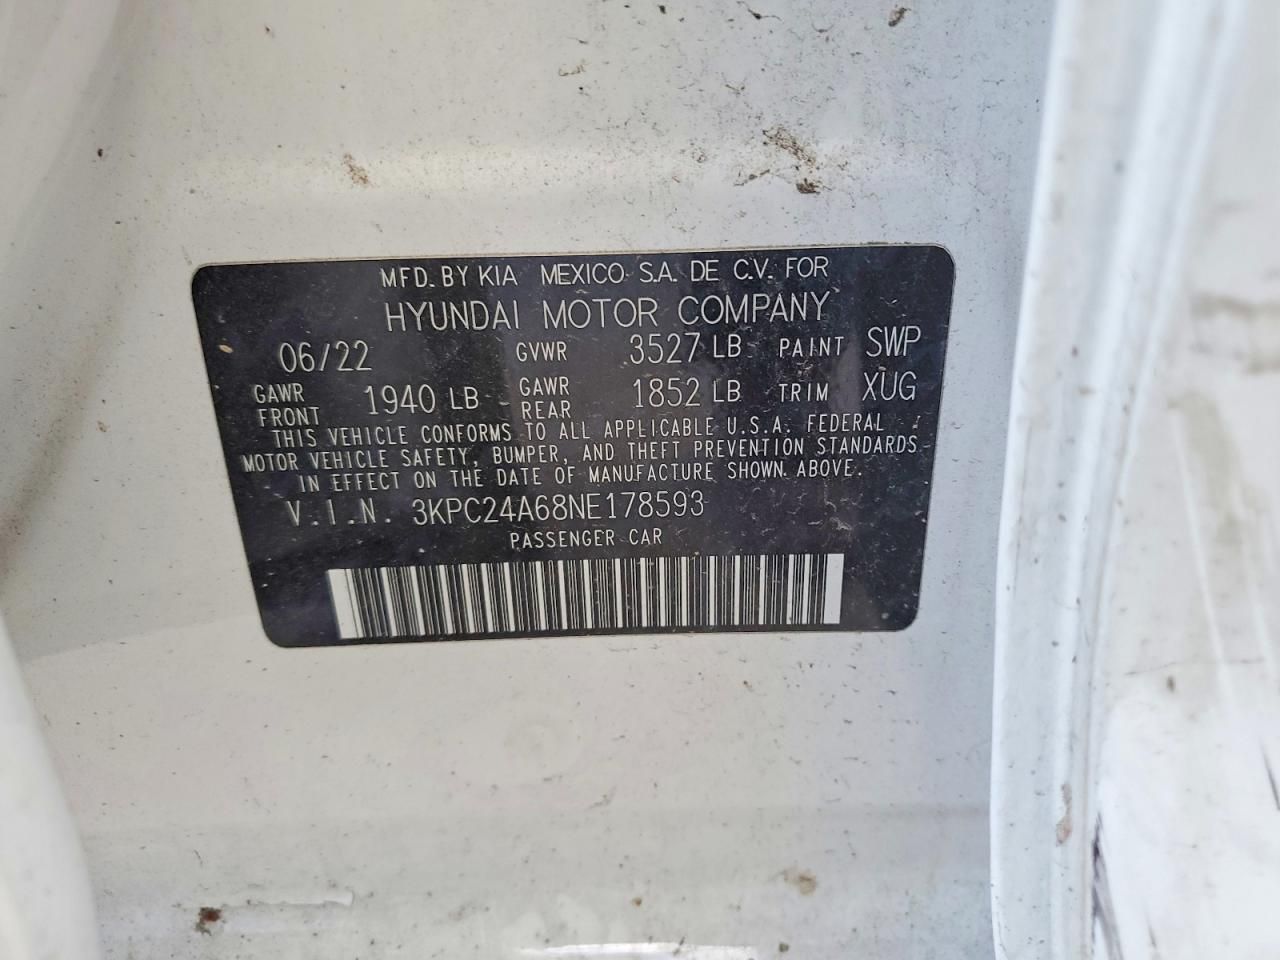 MFD. BY KIA MEXICO S.A. DE C.V. FOR
HYUNDAI MOTOR COMPANY
06/22 GVWR 3527 LB PAINT SWP
GAWR FRONT 1940 LB GAWR REAR 1852 LB TRIM XUG
THIS VEHICLE CONFORMS TO ALL APPLICABLE U.S.A. FEDERAL
MOTOR VEHICLE SAFETY, BUMPER, AND THEFT PREVENTION STANDARDS
IN EFFECT ON THE DATE OF MANUFACTURE SHOWN ABOVE.
V.I.N. 3KPC24A68NE178593
PASSENGER CAR